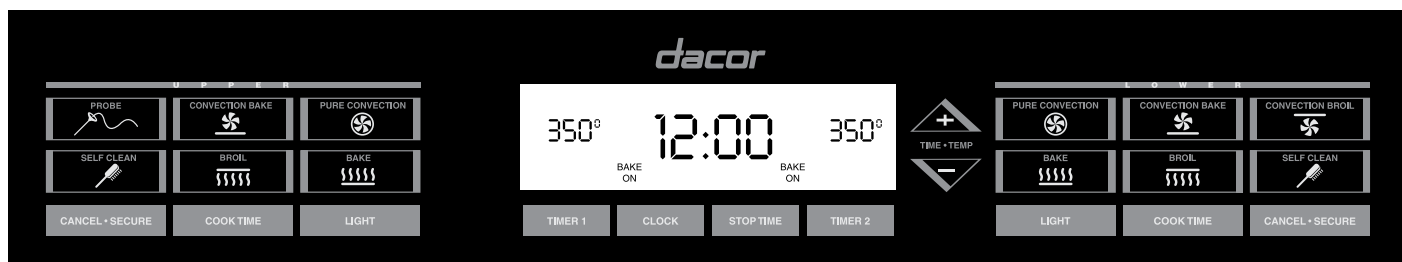 dacor
UPPER
PROBE
CONVECTION BAKE
PURE CONVECTION
SELF CLEAN
BROIL
BAKE
CANCEL • SECURE
COOK TIME
LIGHT
350°
12:00
350°
BAKE
ON
BAKE
ON
TIMER 1
CLOCK
STOP TIME
TIMER 2
+
TIME • TEMP
−
LOWER
PURE CONVECTION
CONVECTION BAKE
CONVECTION BROIL
BAKE
BROIL
SELF CLEAN
LIGHT
COOK TIME
CANCEL • SECURE